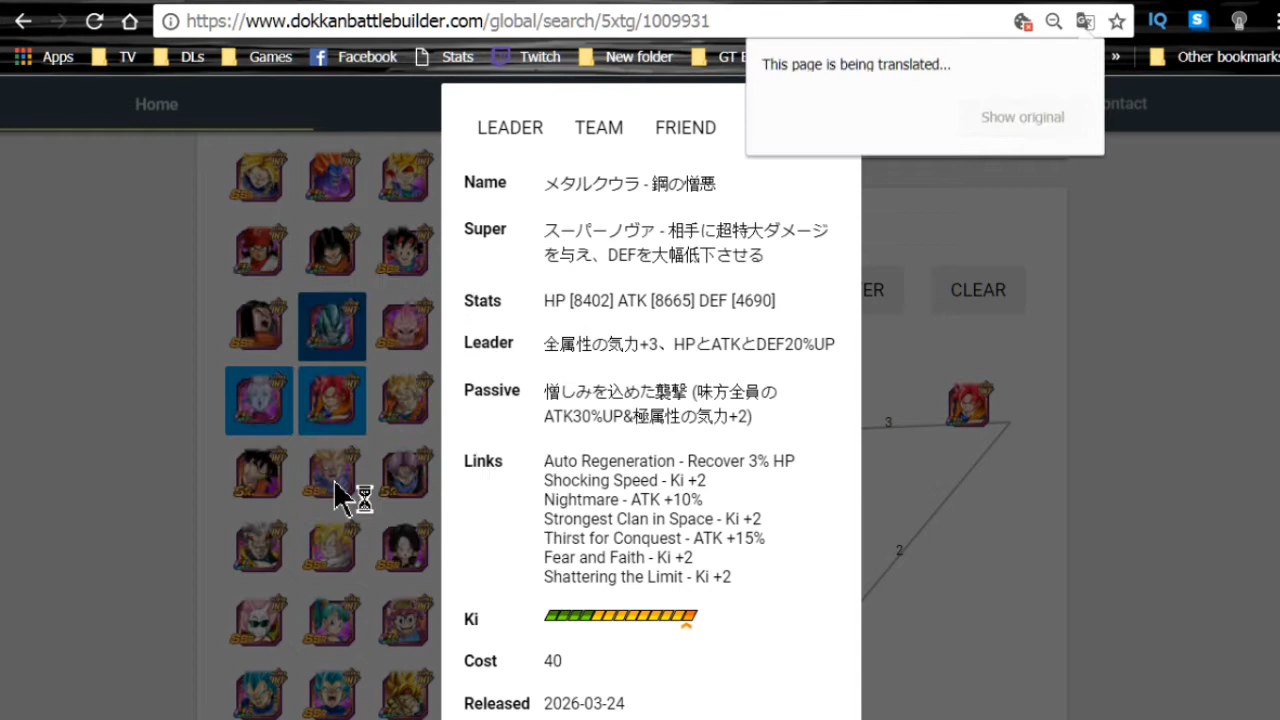 https://www.dokkanbattlebuilder.com/global/search/5xtg/1009931
IQ
S
Apps
TV
DLs
Games
Facebook
Stats
Twitch
New folder
»
Other bookmarks
This page is being translated...
Show original
Home
LEADER
TEAM
FRIEND
CLEAR
3
2
Name
メタルクウラ - 鋼の憎悪
Super
スーパーノヴァ - 相手に超特大ダメージ
を与え、DEFを大幅低下させる
Stats
HP [8402] ATK [8665] DEF [4690]
Leader
全属性の気力+3、HPとATKとDEF20%UP
Passive
憎しみを込めた襲撃 (味方全員の
ATK30%UP&極属性の気力+2)
Links
Auto Regeneration - Recover 3% HP
Shocking Speed - Ki +2
Nightmare - ATK +10%
Strongest Clan in Space - Ki +2
Thirst for Conquest - ATK +15%
Fear and Faith - Ki +2
Shattering the Limit - Ki +2
Ki
Cost
40
Released
2026-03-24